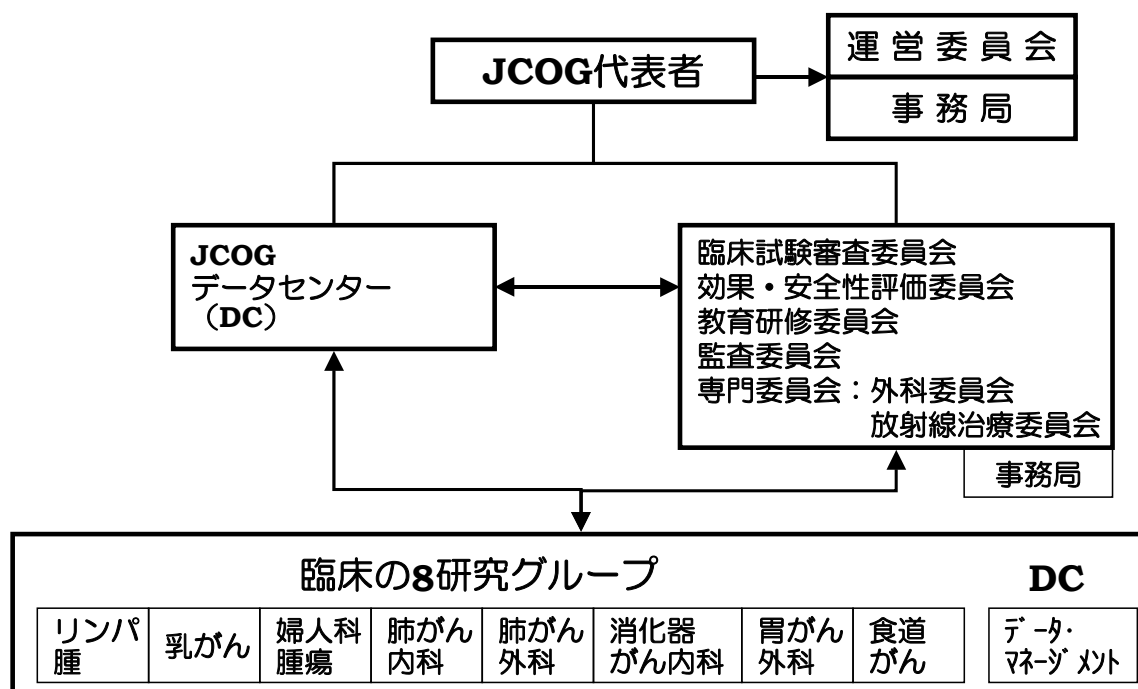 JCOG代表者
運 営 委 員 会
事 務 局
JCOG
データセンター
（DC）
臨床試験審査委員会
効果・安全性評価委員会
教育研修委員会
監査委員会
専門委員会：外科委員会
放射線治療委員会
事務局
臨床の8研究グループ
DC
リンパ
腫
乳がん
婦人科
腫瘍
肺がん
内科
肺がん
外科
消化器
がん内科
胃がん
外科
食道
がん
ﾃﾞｰﾀ･
ﾏﾈｰｼﾞﾒﾝﾄ